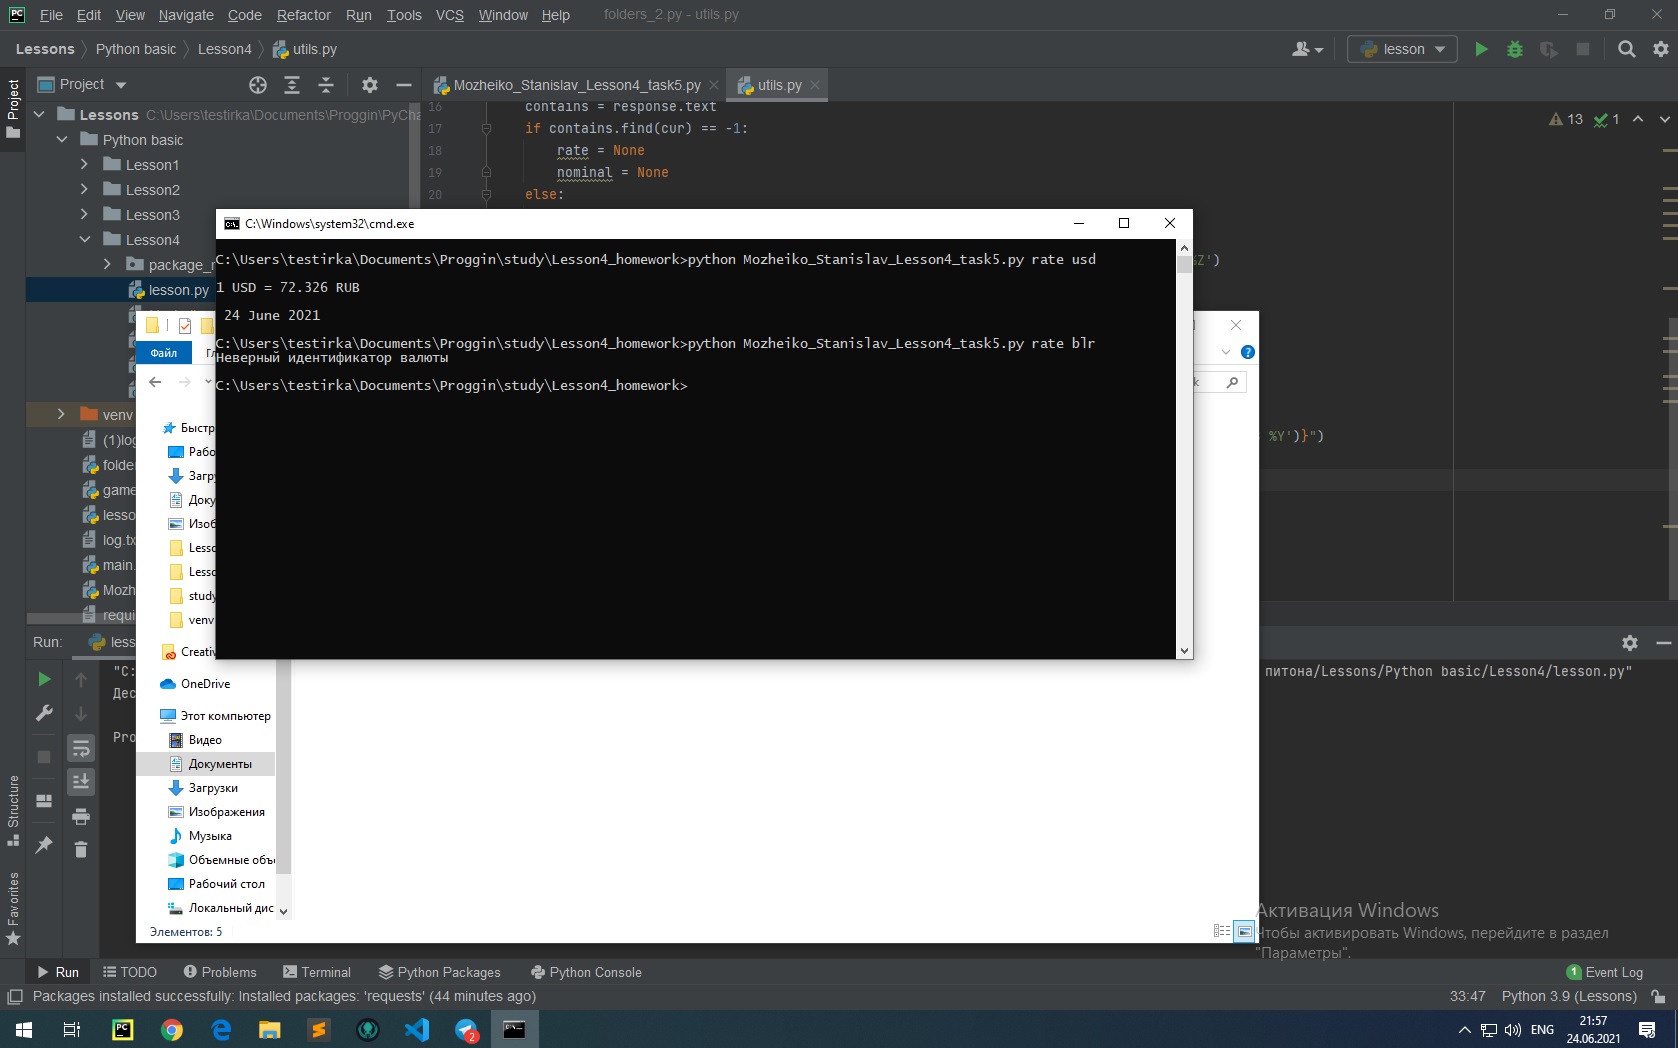 File Edit View Navigate Code Refactor Run Tools VCS Window Help folders_2.py - utils.py
Lessons Python basic Lesson4 utils.py lesson
Project Mozheiko_Stanislav_Lesson4_task5.py utils.py
Project
16 contains = response.text
Lessons C:\Users\testirka\Documents\Proggin\PyCha
17 if contains.find(cur) == -1:
13 1
Python basic
18 rate = None
Lesson1
19 nominal = None
Lesson2
20 else:
Lesson3
Lesson4
package_
lesson.py
venv
(1)log
folde
game
lesso
log.tx
main.
Mozh
requi
C:\Windows\system32\cmd.exe
C:\Users\testirka\Documents\Proggin\study\Lesson4_homework>python Mozheiko_Stanislav_Lesson4_task5.py rate usd
1 USD = 72.326 RUB
24 June 2021
C:\Users\testirka\Documents\Proggin\study\Lesson4_homework>python Mozheiko_Stanislav_Lesson4_task5.py rate blr
Неверный идентификатор валюты
C:\Users\testirka\Documents\Proggin\study\Lesson4_homework>
Z')
%Y')}")
Файл Гл
k
Быстр
Рабо
Загру
Доку
Изоб
Lesso
Lesso
study
venv
Creativ
OneDrive
Этот компьютер
Видео
Документы
Загрузки
Изображения
Музыка
Объемные объе
Рабочий стол
Локальный дис
Элементов: 5
Run: less
"C:
питона/Lessons/Python basic/Lesson4/lesson.py"
Дес
Pro
Structure
Favorites
Активация Windows
Чтобы активировать Windows, перейдите в раздел
"Параметры".
Run TODO Problems Terminal Python Packages Python Console 1 Event Log
Packages installed successfully: Installed packages: 'requests' (44 minutes ago) 33:47 Python 3.9 (Lessons)
2 ENG 21:57
24.06.2021